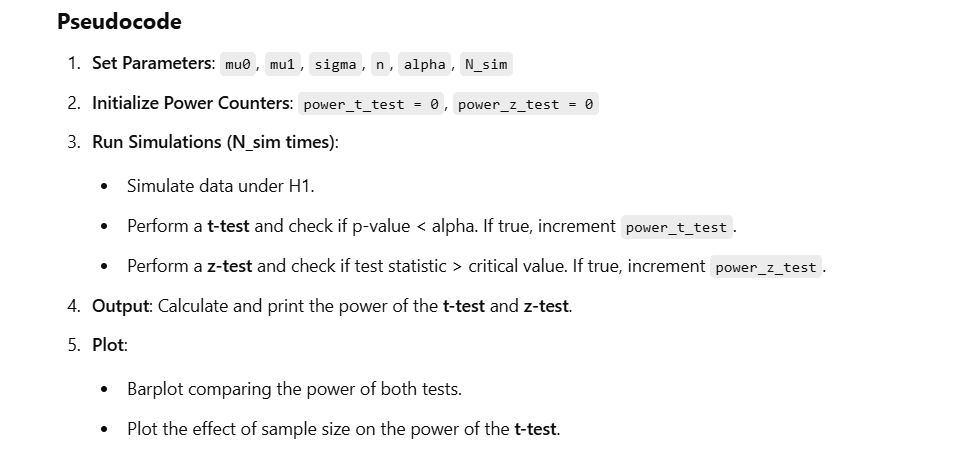 Pseudocode
1. Set Parameters: mu0, mu1, sigma, n, alpha, N_sim
2. Initialize Power Counters: power_t_test = 0, power_z_test = 0
3. Run Simulations (N_sim times):
• Simulate data under H1.
• Perform a t-test and check if p-value < alpha. If true, increment power_t_test.
• Perform a z-test and check if test statistic > critical value. If true, increment power_z_test.
4. Output: Calculate and print the power of the t-test and z-test.
5. Plot:
• Barplot comparing the power of both tests.
• Plot the effect of sample size on the power of the t-test.